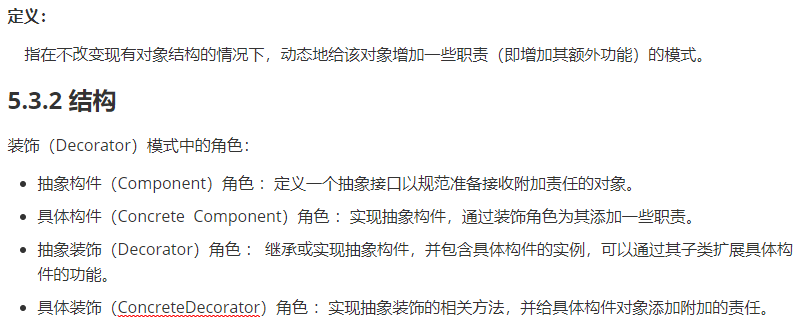 定义：
指在不改变现有对象结构的情况下，动态地给该对象增加一些职责（即增加其额外功能）的模式。
5.3.2 结构
装饰（Decorator）模式中的角色：
抽象构件（Component）角色 ：定义一个抽象接口以规范准备接收附加责任的对象。
具体构件（Concrete Component）角色 ：实现抽象构件，通过装饰角色为其添加一些职责。
抽象装饰（Decorator）角色 ： 继承或实现抽象构件，并包含具体构件的实例，可以通过其子类扩展具体构
件的功能。
具体装饰（ConcreteDecorator）角色 ：实现抽象装饰的相关方法，并给具体构件对象添加附加的责任。